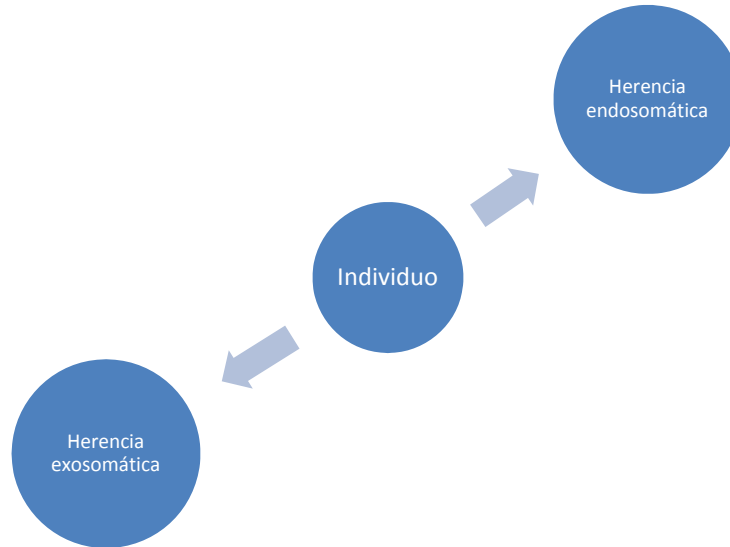 Herencia
endosomática
Individuo
Herencia
exosomática